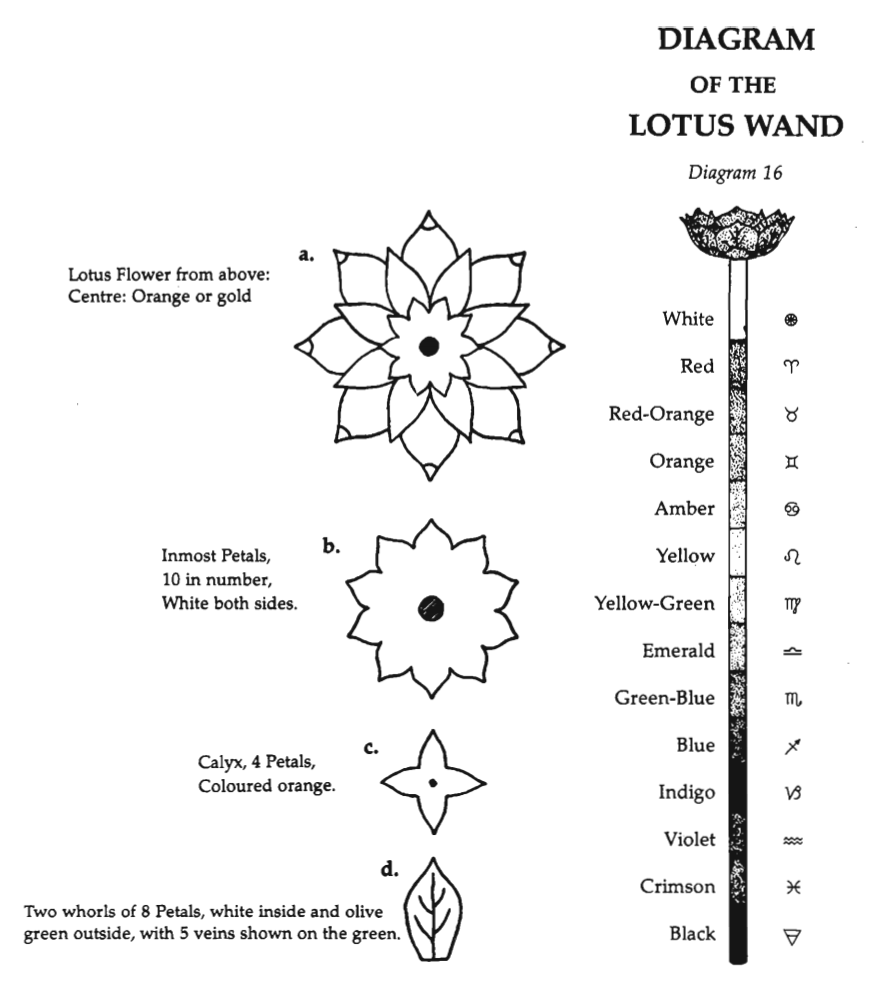 DIAGRAM
OF THE
LOTUS WAND
Diagram 16
a.
Lotus Flower from above:
Centre: Orange or gold
b.
Inmost Petals,
10 in number,
White both sides.
c.
Calyx, 4 Petals,
Coloured orange.
d.
Two whorls of 8 Petals, white inside and olive
green outside, with 5 veins shown on the green.
White
Red ♈
Red-Orange ♉
Orange ♊
Amber ♋
Yellow ♌
Yellow-Green ♍
Emerald ♎
Green-Blue ♏
Blue ♐
Indigo ♑
Violet ♒
Crimson ♓
Black 🜃